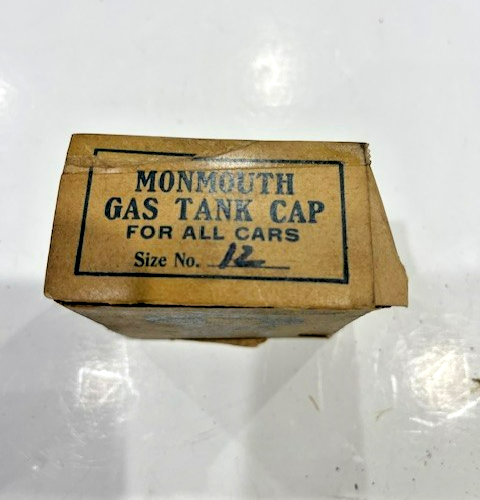 MONMOUTH
GAS TANK CAP
FOR ALL CARS
Size No. 12